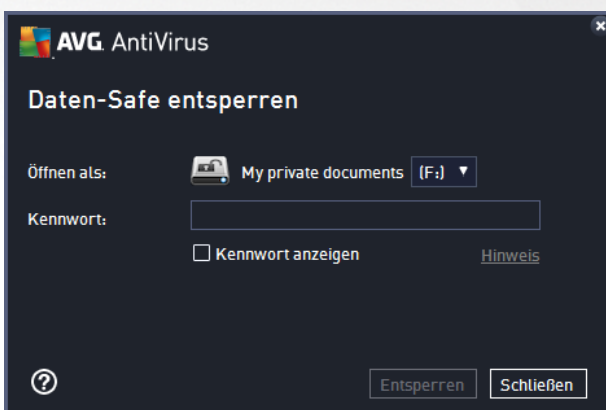 AVG. AntiVirus
Daten-Safe entsperren
Öffnen als: My private documents (F:)
Kennwort:
Kennwort anzeigen Hinweis
Entsperren Schließen